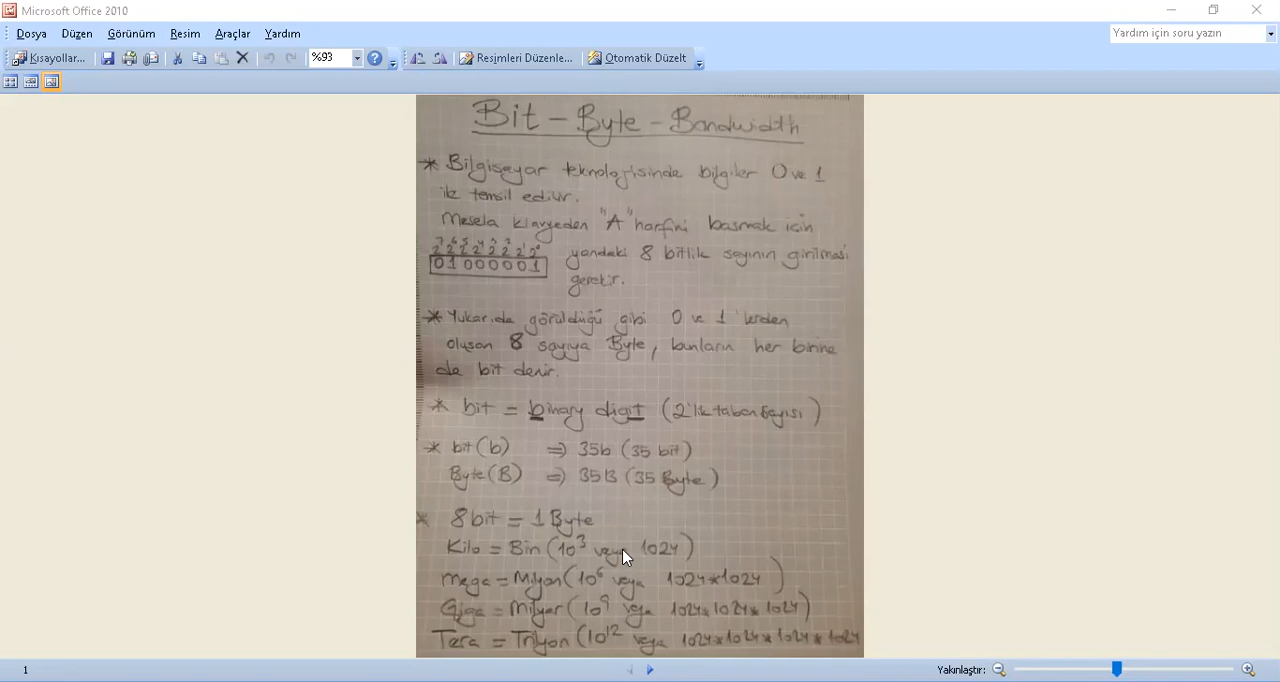 Microsoft Office 2010
Dosya Düzen Görünüm Resim Araçlar Yardım
Yardım için soru yazın
Kısayollar... %93 Resimleri Düzenle... Otomatik Düzelt
Bit - Byte - Bandwidth
* Bilgisayar teknolojisinde bilgiler 0 ve 1
ile temsil edilir.
Mesela klavyeden "A" harfini basmak için
2⁷ 2⁶ 2⁵ 2⁴ 2³ 2² 2¹ 2⁰ yandaki 8 bitlik sayının girilmesi
01000001
gerekir.
* Yukarıda görüldüğü gibi 0 ve 1'lerden
oluşan 8 sayıya Byte, bunların her birine
de bit denir.
* bit = binary digit (2'lik taban sayısı)
* bit(b) => 35b (35 bit)
Byte(B) => 35B (35 Byte)
* 8bit = 1Byte
Kilo = Bin (10³ veya 1024)
Mega = Milyon (10⁶ veya 1024*1024)
Giga = Milyar (10⁹ veya 1024*1024*1024)
Tera = Trilyon (10¹² veya 1024*1024*1024*1024
1 Yakınlaştır: